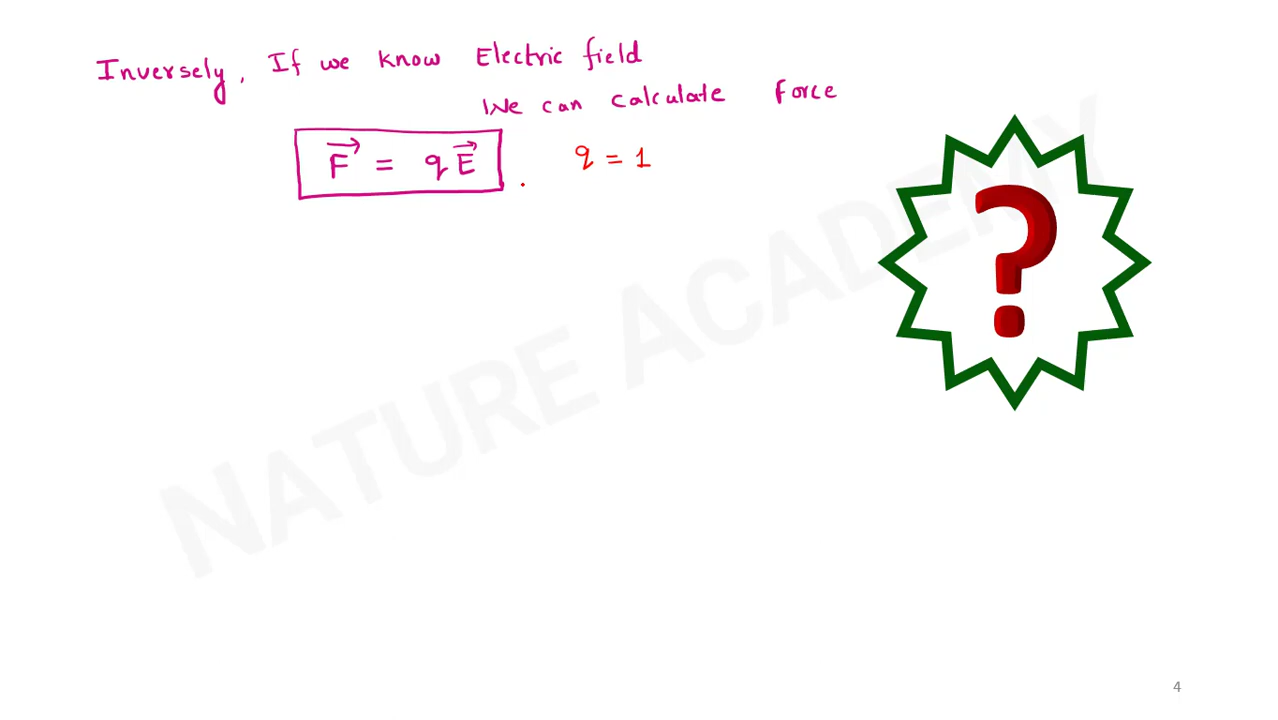 Inversely, If we know Electric field
We can calculate Force
F⃗ = qE⃗ q = 1
NATURE ACADEMY
4